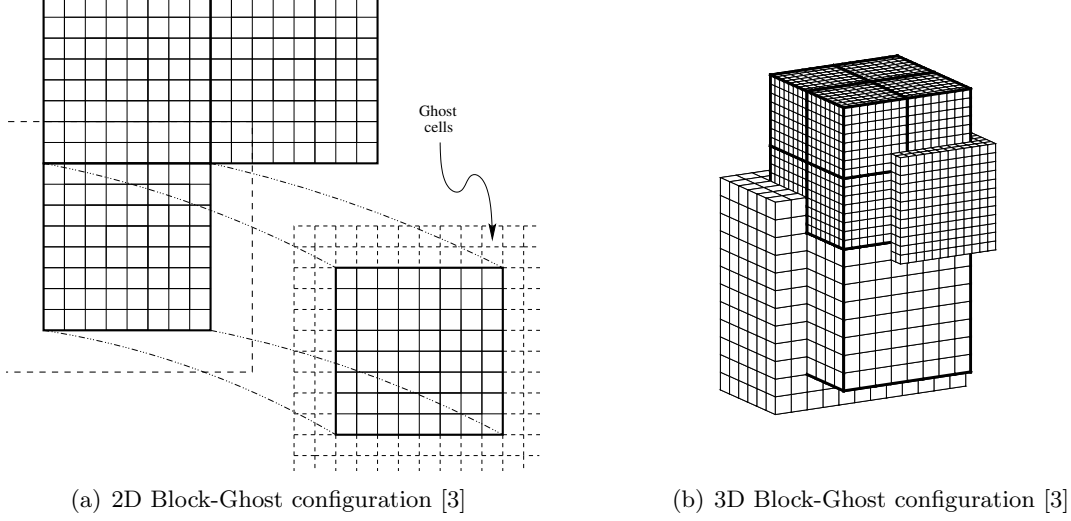 Ghost
cells
(a) 2D Block-Ghost configuration [3]
(b) 3D Block-Ghost configuration [3]